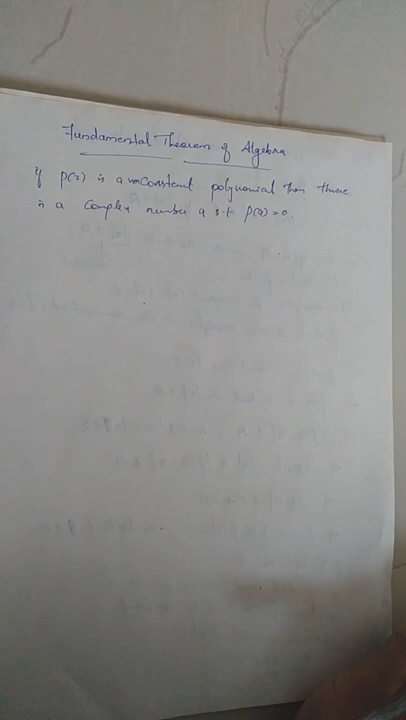 Fundamental Theorem of Algebra
if p(z) is a nonconstant polynomial then there
is a complex number a s.t p(a)=0.